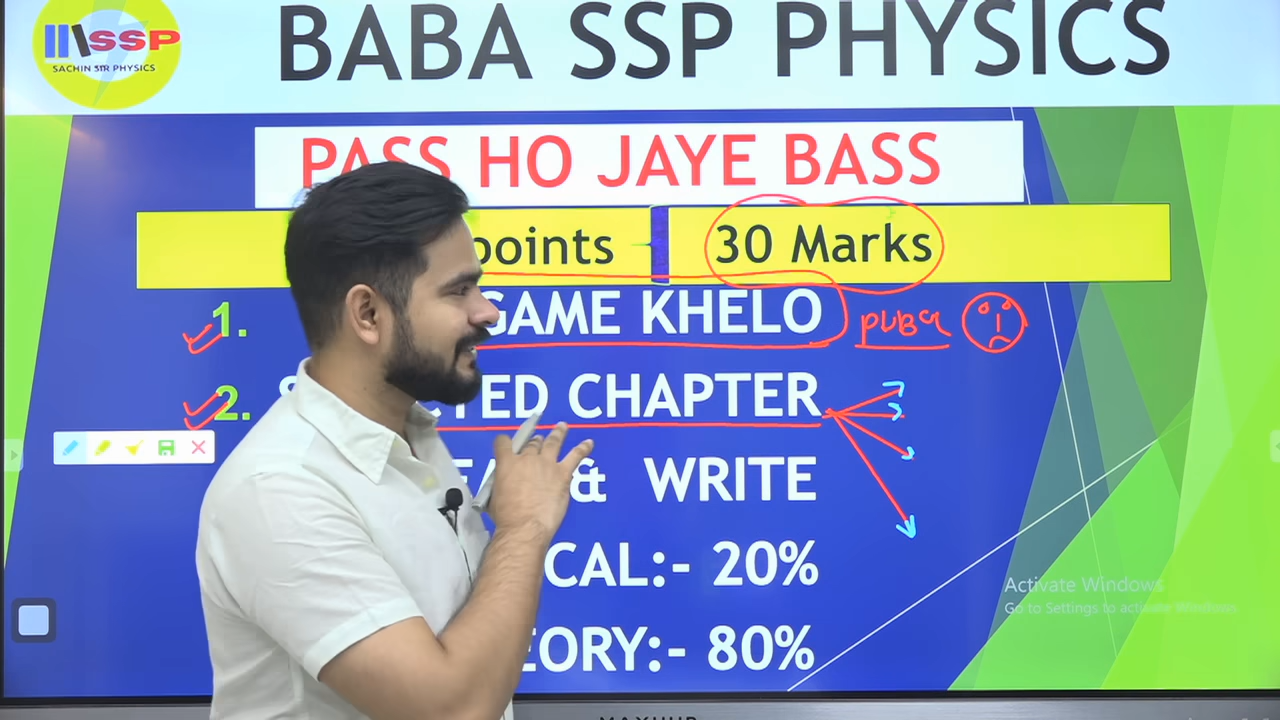 SSP
SACHIN SIR PHYSICS
BABA SSP PHYSICS
PASS HO JAYE BASS
points
30 Marks
1. GAME KHELO
PUBG
2. CTED CHAPTER
& WRITE
CAL:- 20%
EORY:- 80%
Activate Windows
Go to Settings to activate Windows